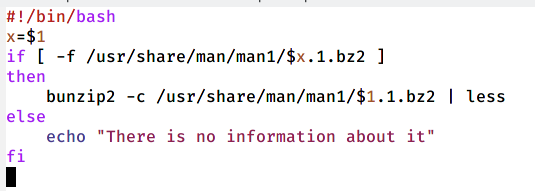 #!/bin/bash
x=$1
if [ -f /usr/share/man/man1/$x.1.bz2 ]
then
    bunzip2 -c /usr/share/man/man1/$1.1.bz2 | less
else
    echo "There is no information about it"
fi